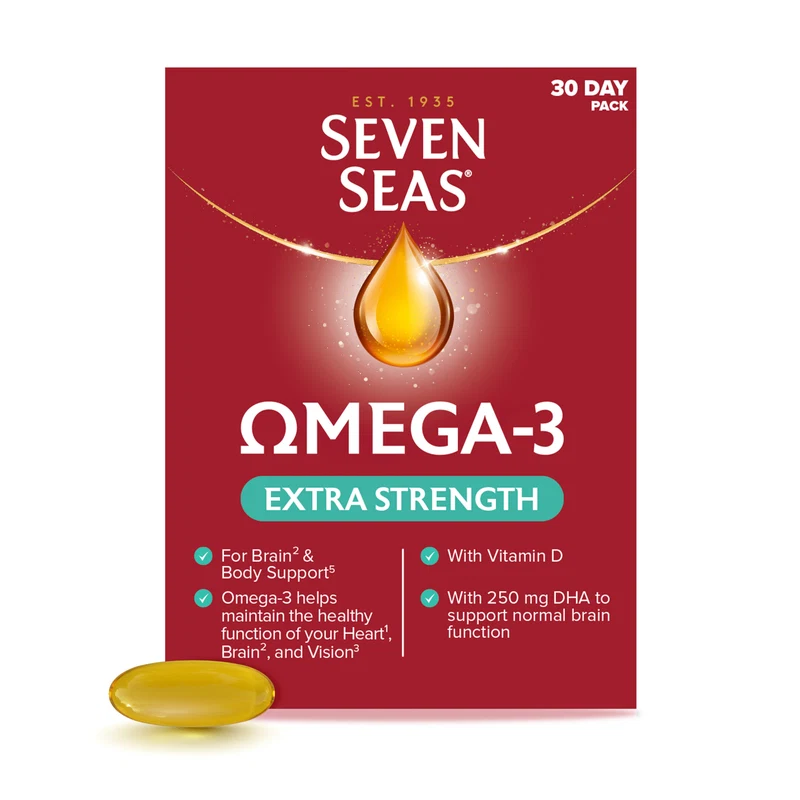 30 DAY
PACK
EST. 1935
SEVEN
SEAS®
ΩMEGA-3
EXTRA STRENGTH
For Brain² &
Body Support⁵
Omega-3 helps
maintain the healthy
function of your Heart¹,
Brain², and Vision³
With Vitamin D
With 250 mg DHA to
support normal brain
function